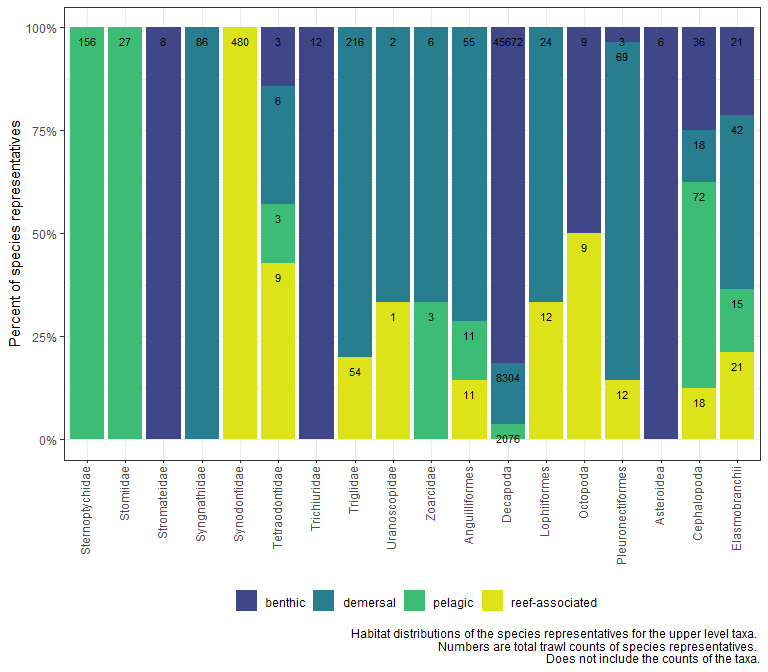 100%
75%
50%
25%
0%
Percent of species representatives
156 27 8 86 480 3 12 216 2 6 55 45672 24 9 3 6 36 21
69
6
42
18
72
3
9
9
15
1 3 11 12
54
21
8304
11
12
18
2076
Sternoptychidae
Stomiidae
Stromateidae
Syngnathidae
Synodontidae
Tetraodontidae
Trichiuridae
Triglidae
Uranoscopidae
Zoarcidae
Anguilliformes
Decapoda
Lophiiformes
Octopoda
Pleuronectiformes
Asteroidea
Cephalopoda
Elasmobranchii
benthic demersal pelagic reef-associated
Habitat distributions of the species representatives for the upper level taxa.
Numbers are total trawl counts of species representatives.
Does not include the counts of the taxa.